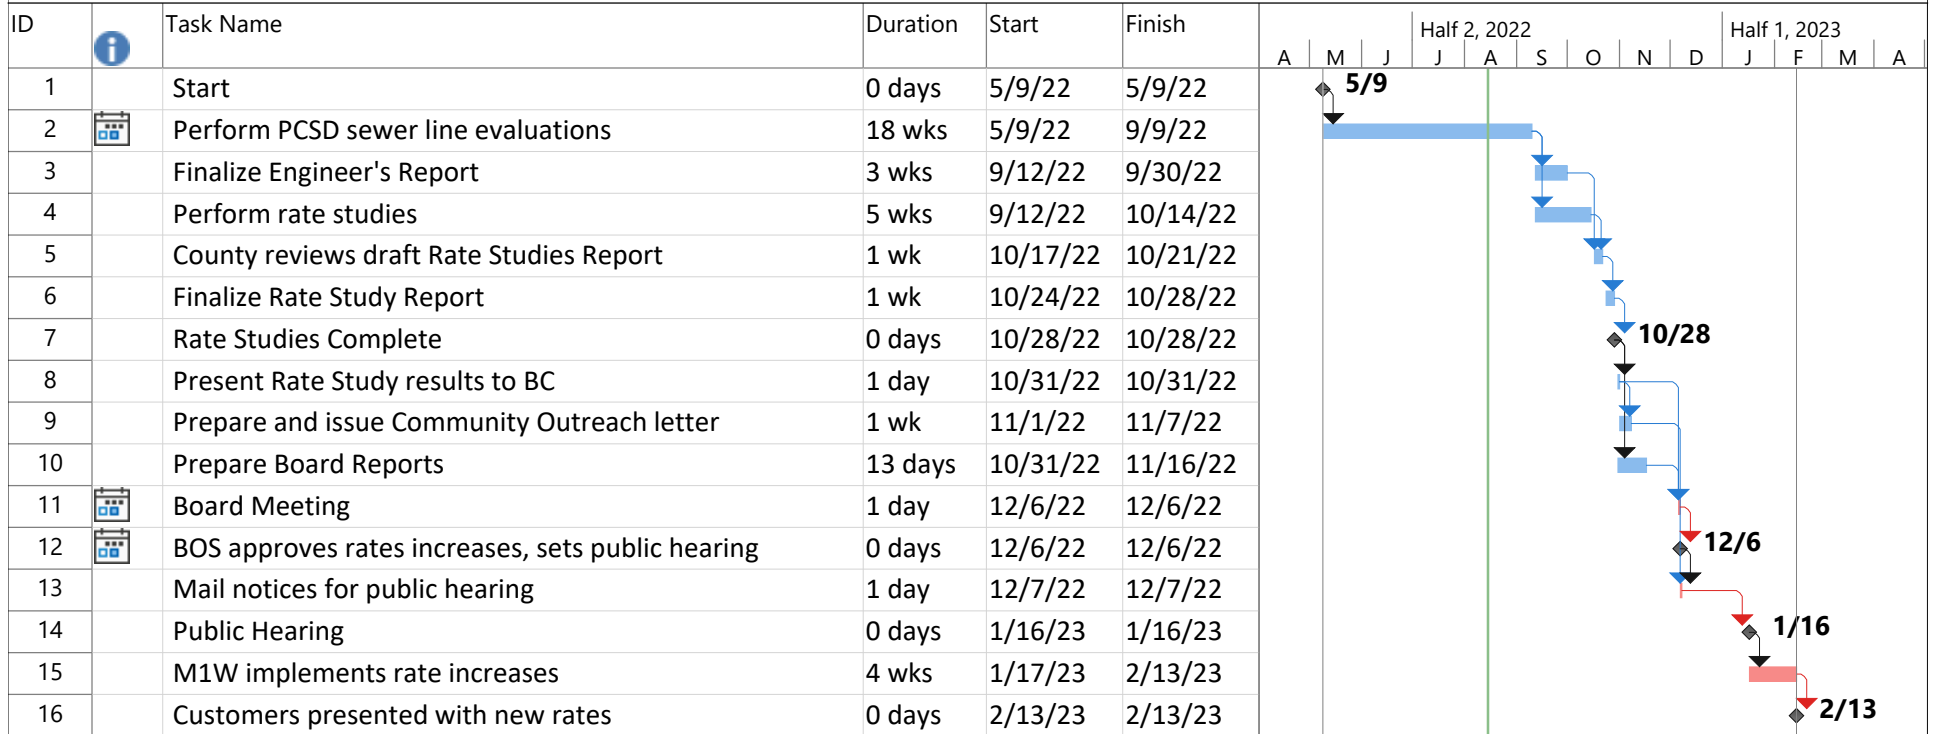 ID Task Name Duration Start Finish Half 2, 2022 Half 1, 2023
A M J J A S O N D J F M A
1 Start 0 days 5/9/22 5/9/22 5/9
2 Perform PCSD sewer line evaluations 18 wks 5/9/22 9/9/22
3 Finalize Engineer's Report 3 wks 9/12/22 9/30/22
4 Perform rate studies 5 wks 9/12/22 10/14/22
5 County reviews draft Rate Studies Report 1 wk 10/17/22 10/21/22
6 Finalize Rate Study Report 1 wk 10/24/22 10/28/22
7 Rate Studies Complete 0 days 10/28/22 10/28/22 10/28
8 Present Rate Study results to BC 1 day 10/31/22 10/31/22
9 Prepare and issue Community Outreach letter 1 wk 11/1/22 11/7/22
10 Prepare Board Reports 13 days 10/31/22 11/16/22
11 Board Meeting 1 day 12/6/22 12/6/22
12 BOS approves rates increases, sets public hearing 0 days 12/6/22 12/6/22 12/6
13 Mail notices for public hearing 1 day 12/7/22 12/7/22
14 Public Hearing 0 days 1/16/23 1/16/23 1/16
15 M1W implements rate increases 4 wks 1/17/23 2/13/23
16 Customers presented with new rates 0 days 2/13/23 2/13/23 2/13